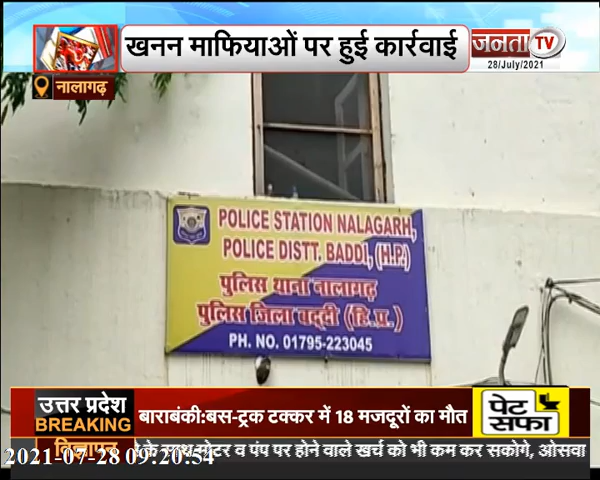 खनन माफियाओं पर हुई कार्रवाई
जनता TV
28/July/2021
नालागढ़
POLICE STATION NALAGARH,
POLICE DISTT. BADDI, (H.P.)
पुलिस थाना नालागढ़
पुलिस जिला बद्दी (हि.प्र.)
PH. NO. 01795-223045
उत्तर प्रदेश
BREAKING
बाराबंकी:बस-ट्रक टक्कर में 18 मजदूरों का मौत
पेट
सफा
विज्ञापन
के साथ मोटर व पंप पर होने वाले खर्च को भी कम कर सकोगे, ओसवा
2021-07-28 09:20:54